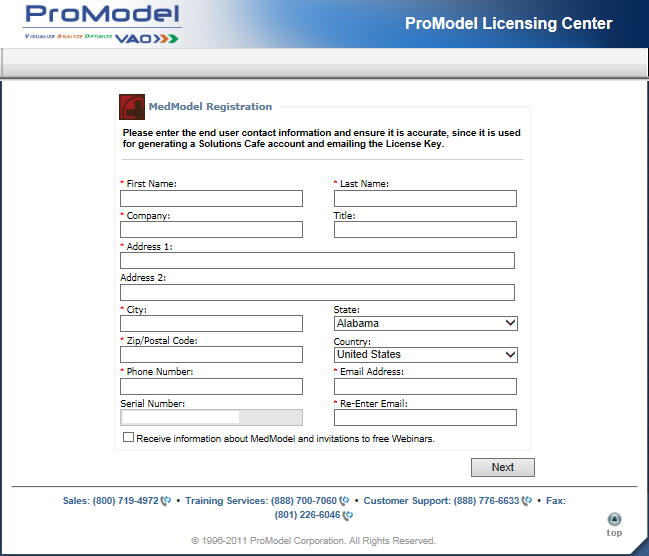 ProModel
VISUALIZE ANALYZE OPTIMIZE VAO
ProModel Licensing Center
MedModel Registration
Please enter the end user contact information and ensure it is accurate, since it is used
for generating a Solutions Cafe account and emailing the License Key.
* First Name:
* Last Name:
* Company:
Title:
* Address 1:
Address 2:
* City:
State:
Alabama
* Zip/Postal Code:
Country:
United States
* Phone Number:
* Email Address:
Serial Number:
* Re-Enter Email:
Receive information about MedModel and invitations to free Webinars.
Next
Sales: (800) 719-4972 • Training Services: (888) 700-7060 • Customer Support: (888) 776-6633 • Fax:
(801) 226-6046
top
© 1996-2011 ProModel Corporation. All Rights Reserved.